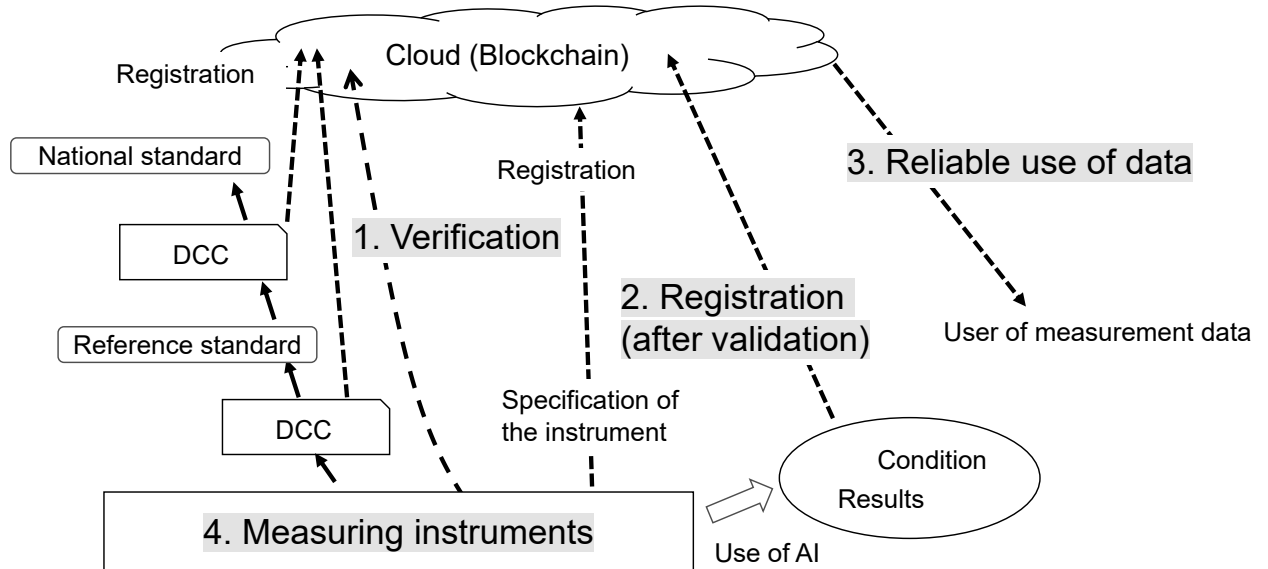 Cloud (Blockchain)
Registration
National standard
Registration
3. Reliable use of data
DCC
1. Verification
2. Registration
(after validation)
Reference standard
User of measurement data
Specification of
the instrument
DCC
Condition
Results
4. Measuring instruments
Use of AI